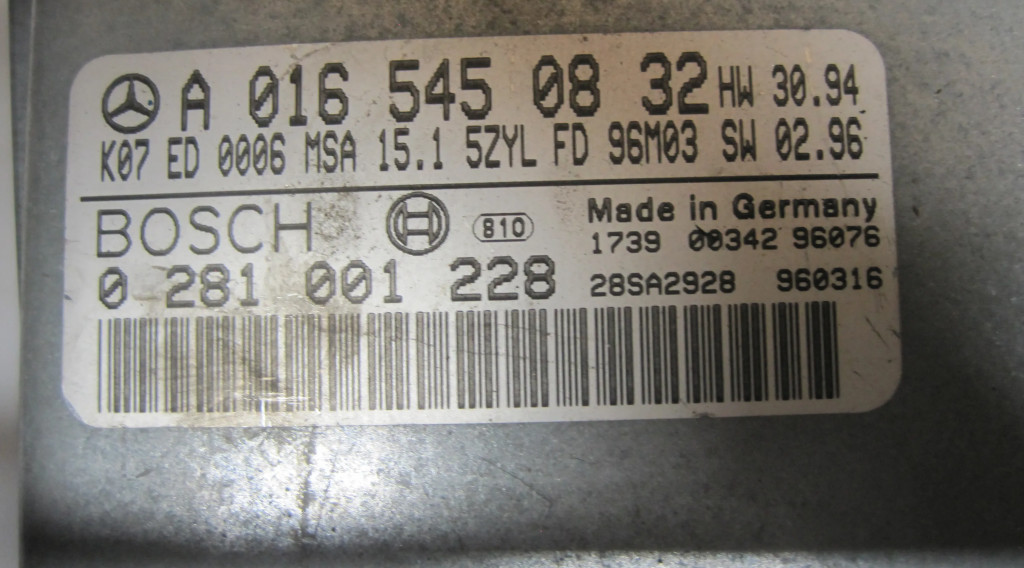 A 016 545 08 32 HW 30.94
K07 ED 0006 MSA 15.1 5ZYL FD 96M03 SW 02.96
BOSCH 810 Made in Germany
1739 00342 96076
0 281 001 228 28SA2928 960316